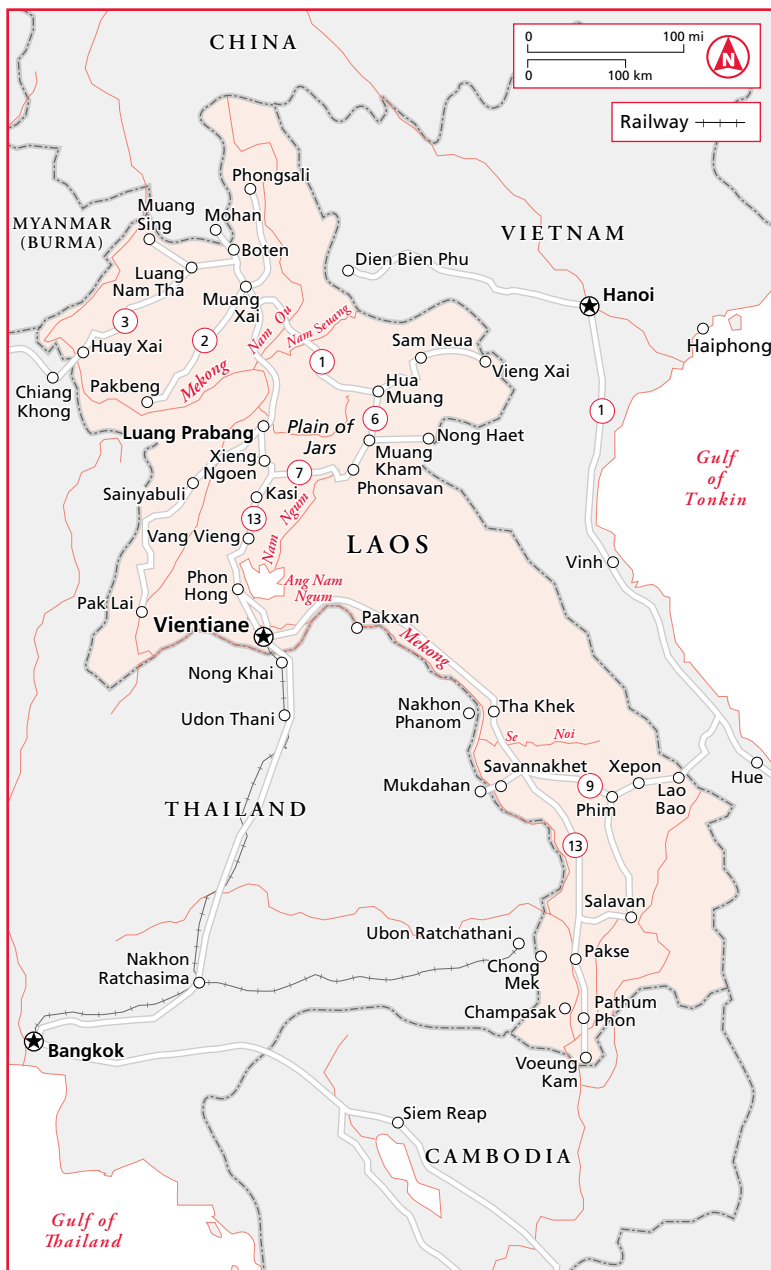 CHINA
0
100 mi
0
100 km
N
Railway
Phongsali
Muang
Sing
Mohan
MYANMAR
(BURMA)
VIETNAM
Boten
Dien Bien Phu
Luang
Nam Tha
Hanoi
Muang
Xai
3
Nam Ou
Nam Seuang
Haiphong
2
Huay Xai
Sam Neua
1
Vieng Xai
Chiang
Khong
Pakbeng
Mekong
Hua
Muang
1
6
Luang Prabang
Plain of
Jars
Nong Haet
Muang
Kham
Xieng
Ngoen
7
Phonsavan
Gulf
of
Tonkin
Sainyabuli
Kasi
13
Nam Ngum
Vang Vieng
LAOS
Vinh
Phon
Hong
Ang Nam
Ngum
Pak Lai
Vientiane
Pakxan
Mekong
Nong Khai
Nakhon
Phanom
Tha Khek
Udon Thani
Se Noi
Savannakhet
Xepon
Hue
Mukdahan
9
Lao
Bao
Phim
THAILAND
13
Salavan
Ubon Ratchathani
Nakhon
Ratchasima
Chong
Mek
Pakse
Champasak
Pathum
Phon
Bangkok
Voeung
Kam
Siem Reap
CAMBODIA
Gulf of
Thailand